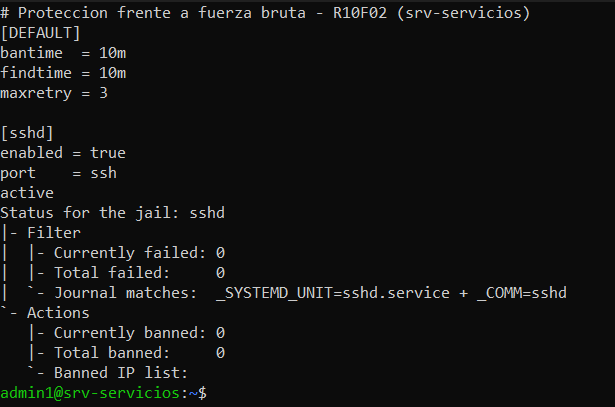 # Proteccion frente a fuerza bruta - R10F02 (srv-servicios)
[DEFAULT]
bantime  = 10m
findtime = 10m
maxretry = 3

[sshd]
enabled = true
port    = ssh
active
Status for the jail: sshd
|- Filter
|  |- Currently failed: 0
|  |- Total failed:     0
|  `- Journal matches:  _SYSTEMD_UNIT=sshd.service + _COMM=sshd
`- Actions
   |- Currently banned: 0
   |- Total banned:     0
   `- Banned IP list:
admin1@srv-servicios:~$